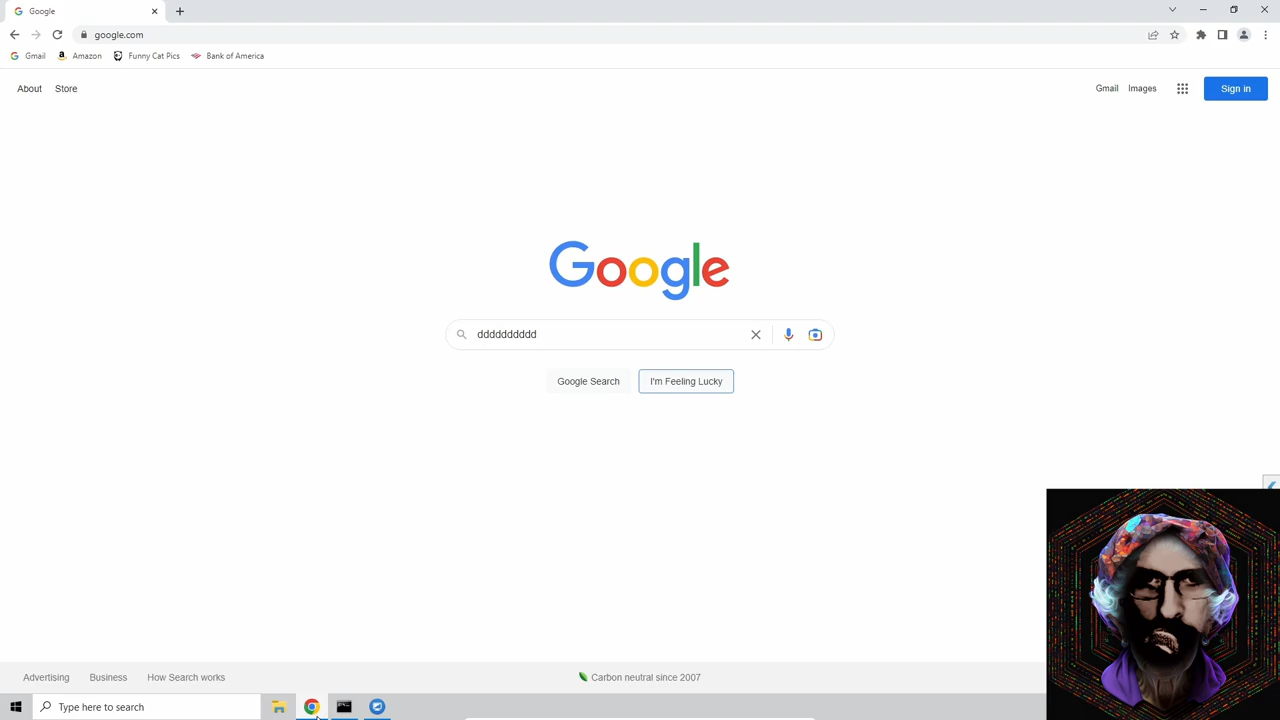 Google
google.com
Gmail Amazon Funny Cat Pics Bank of America
About Store Gmail Images Sign in
Google
dddddddddd
Google Search I'm Feeling Lucky
Advertising Business How Search works Carbon neutral since 2007
Type here to search